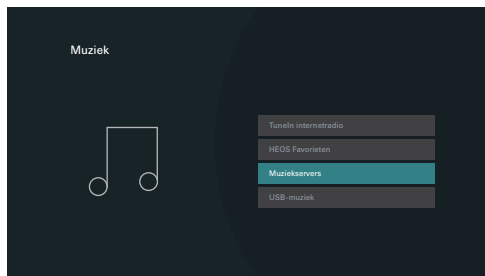 Muziek
TuneIn internetradio
HEOS Favorieten
Muziekservers
USB-muziek